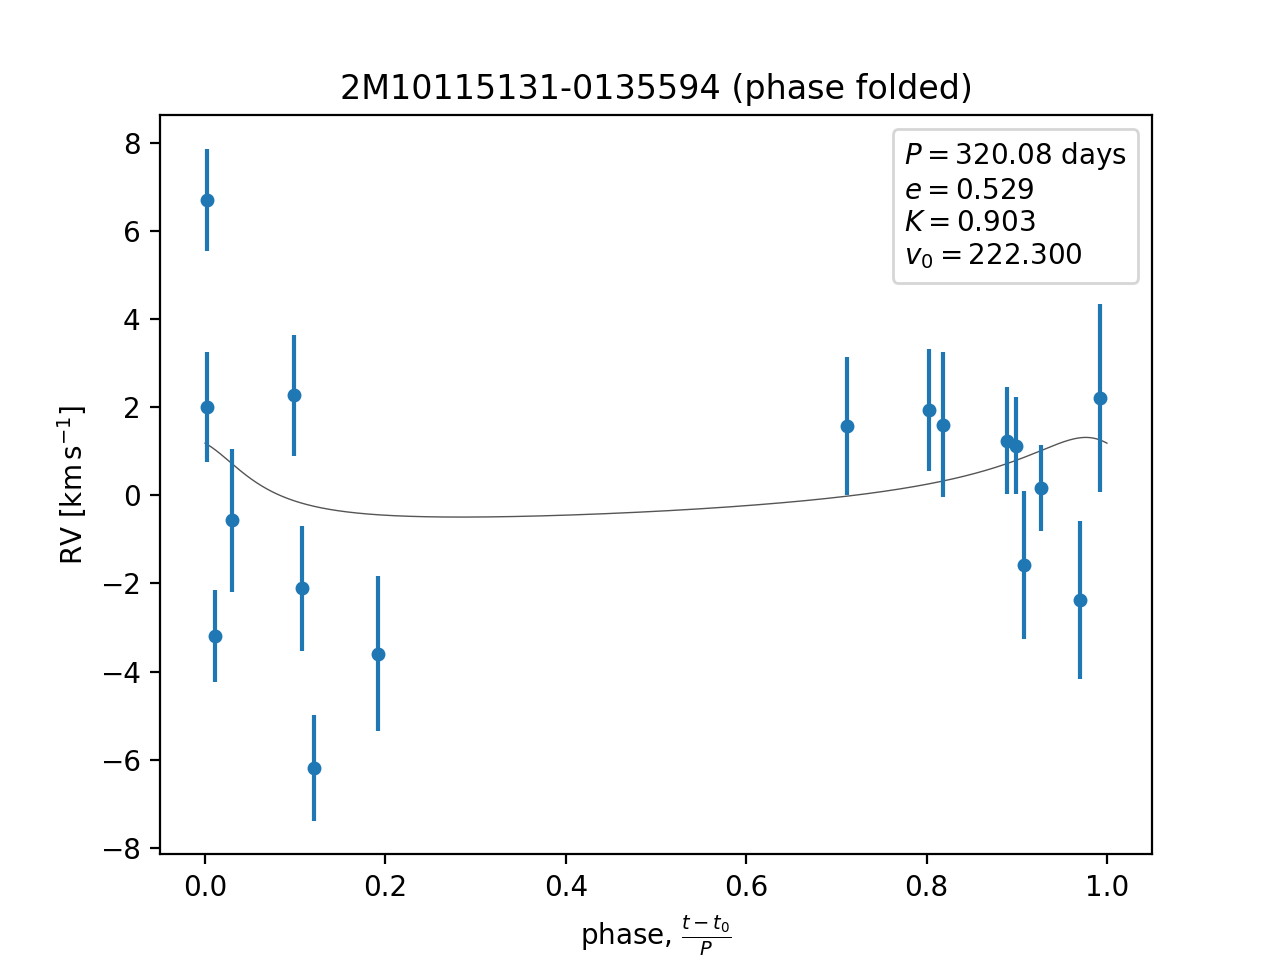 2M10115131-0135594 (phase folded)
P = 320.08 days
e = 0.529
K = 0.903
v₀ = 222.300
RV [km s⁻¹]
8
6
4
2
0
−2
−4
−6
−8
0.0 0.2 0.4 0.6 0.8 1.0
phase, (t − t₀)/P